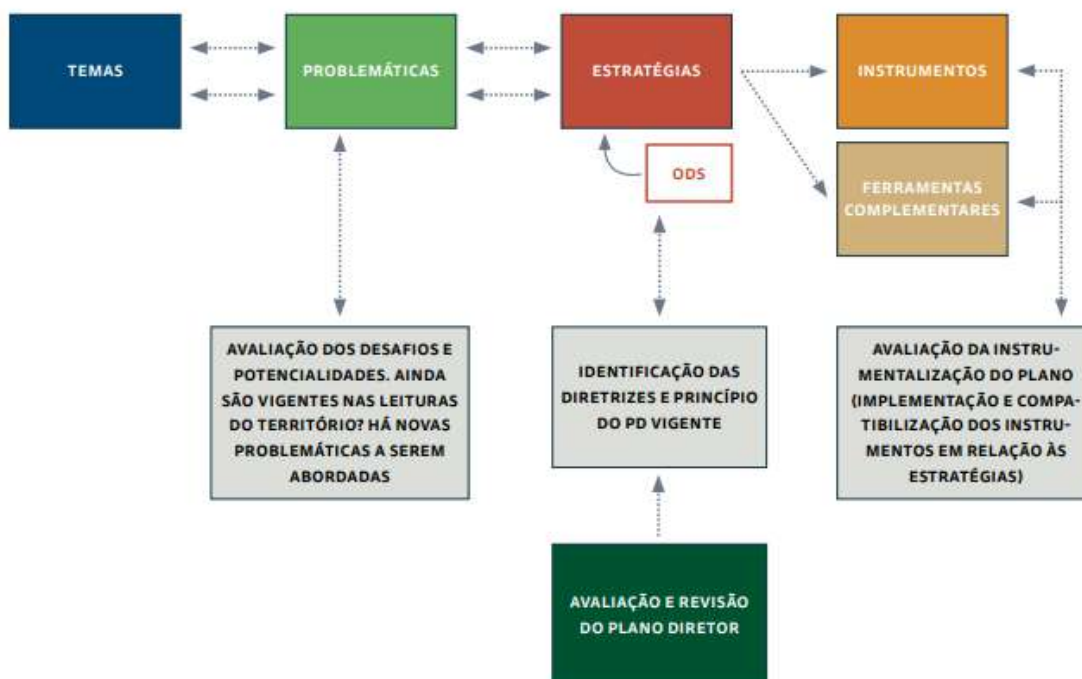 TEMAS
PROBLEMÁTICAS
ESTRATÉGIAS
INSTRUMENTOS
ODS
FERRAMENTAS
COMPLEMENTARES
AVALIAÇÃO DOS DESAFIOS E
POTENCIALIDADES. AINDA
SÃO VIGENTES NAS LEITURAS
DO TERRITÓRIO? HÁ NOVAS
PROBLEMÁTICAS A SEREM
ABORDADAS
IDENTIFICAÇÃO DAS
DIRETRIZES E PRINCÍPIO
DO PD VIGENTE
AVALIAÇÃO DA INSTRU-
MENTALIZAÇÃO DO PLANO
(IMPLEMENTAÇÃO E COMPA-
TIBILIZAÇÃO DOS INSTRU-
MENTOS EM RELAÇÃO ÀS
ESTRATÉGIAS)
AVALIAÇÃO E REVISÃO
DO PLANO DIRETOR